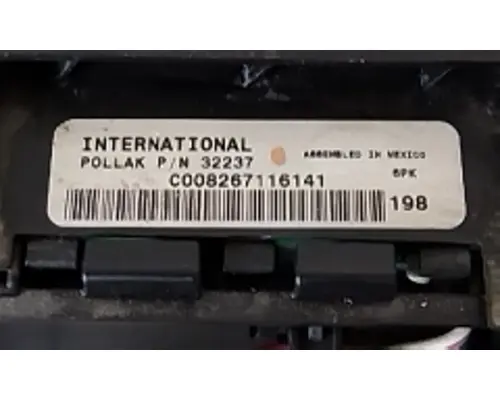 INTERNATIONAL
POLLAK P/N 32237
ASSEMBLED IN MEXICO
C008267116141
6PK
198